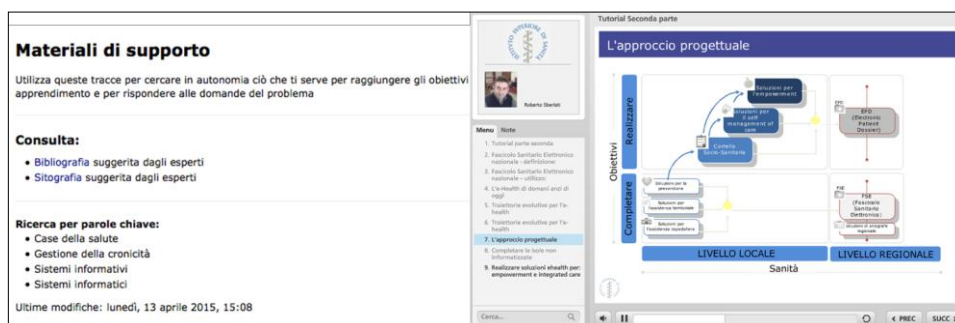 Materiali di supporto
Utilizza queste tracce per cercare in autonomia ciò che ti serve per raggiungere gli obiettivi
apprendimento e per rispondere alle domande del problema
Consulta:
• Bibliografia suggerita dagli esperti
• Sitografia suggerita dagli esperti
Ricerca per parole chiave:
• Case della salute
• Gestione della cronicità
• Sistemi informativi
• Sistemi informatici
Ultime modifiche: lunedì, 13 aprile 2015, 15:08
ISTITUTO SUPERIORE DI SANITÀ
Menu Note
1. Tutorial parte seconda
2. Fascicolo Sanitario Elettronico
nazionale - definizione:
3. Fascicolo Sanitario Elettronico
nazionale - utilizzo:
4. L'e-Health di domani anzi di
oggi
5. Traiettorie evolutive per l'e-
health
6. Traiettorie evolutive per l'e-
health
7. L'approccio progettuale
8. Completare le isole non
informatizzate
9. Realizzare soluzioni ehealth per:
empowerment e integrated care
Cerca...
Tutorial Seconda parte
L'approccio progettuale
Obiettivi
Realizzare
Completare
Soluzioni per
l'empowerment
Soluzioni per
il self
management of
care
Cartella
Socio-Sanitaria
Soluzioni per la
prevenzione
Soluzioni per
l'assistenza territoriale
Soluzioni per
l'assistenza ospedaliera
EPD
(Electronic
Patient
Dossier)
FSE
FSE
(Fascicolo
Sanitario
Elettronico)
LIVELLO LOCALE
LIVELLO REGIONALE
Sanità
PREC
SUCC